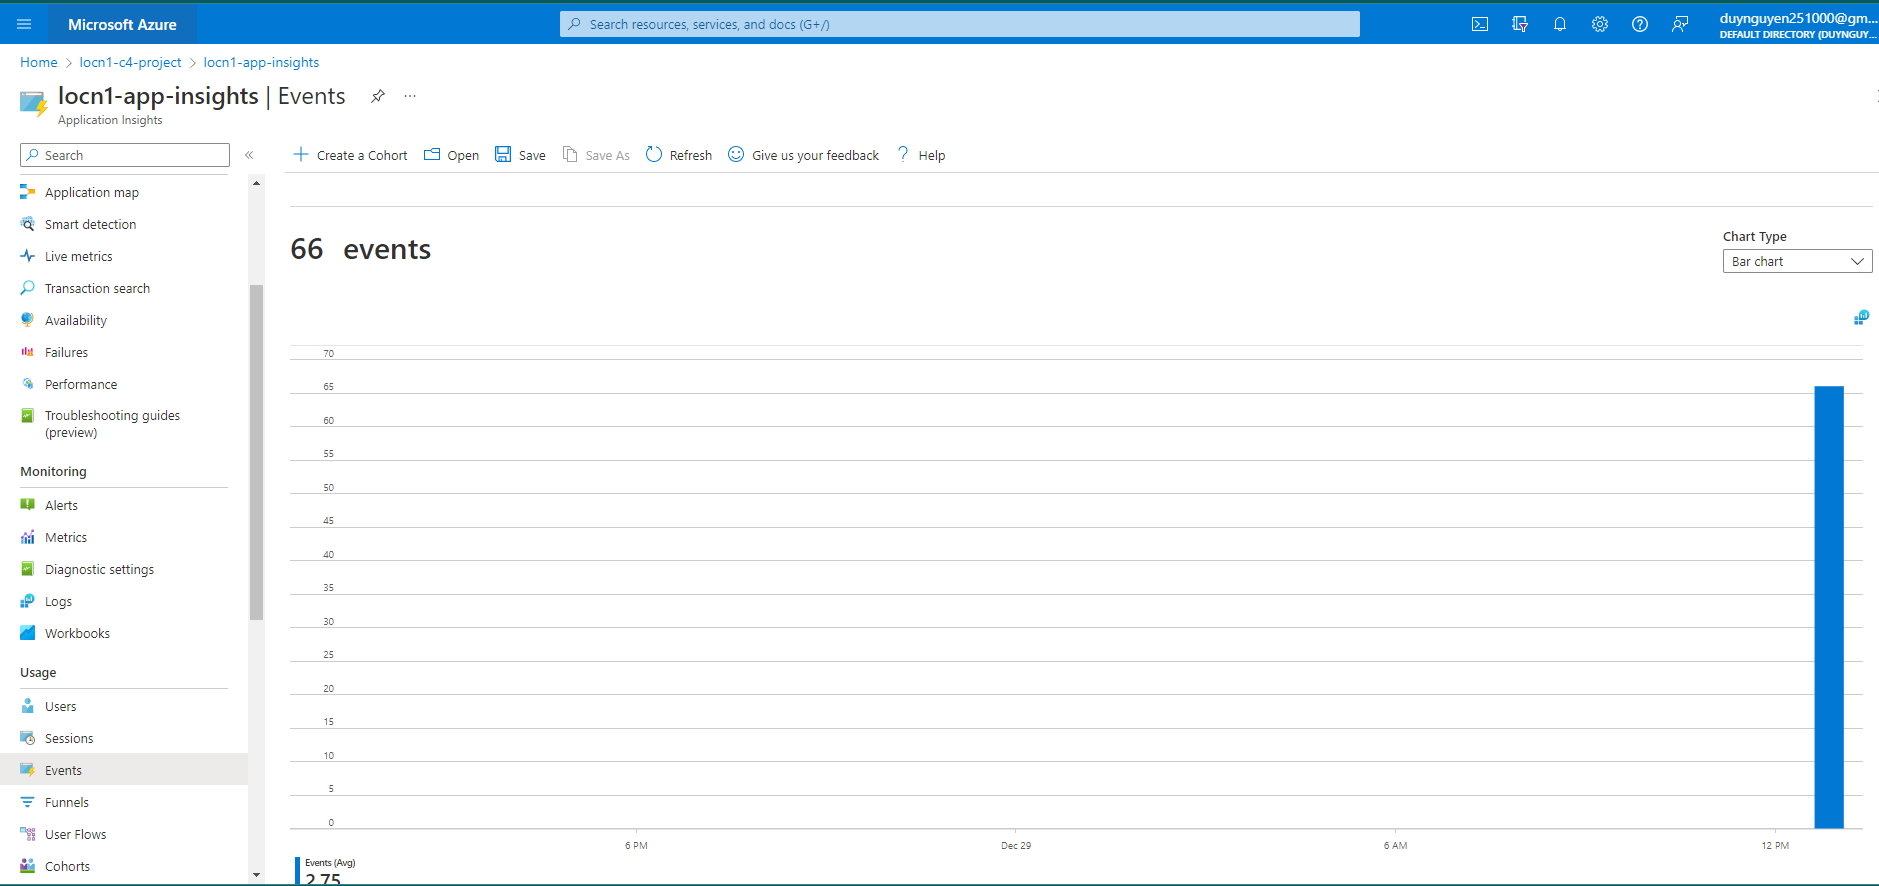 Microsoft Azure
Search resources, services, and docs (G+/)
duynguyen251000@gm...
DEFAULT DIRECTORY (DUYNGUY...
Home > locn1-c4-project > locn1-app-insights
locn1-app-insights | Events
...
Application Insights
Search
«
Create a Cohort
Open
Save
Save As
Refresh
Give us your feedback
Help
Application map
Smart detection
Live metrics
Transaction search
Availability
Failures
Performance
Troubleshooting guides
(preview)
Monitoring
Alerts
Metrics
Diagnostic settings
Logs
Workbooks
Usage
Users
Sessions
Events
Funnels
User Flows
Cohorts
66 events
Chart Type
Bar chart
70
65
60
55
50
45
40
35
30
25
20
15
10
5
0
6 PM
Dec 29
6 AM
12 PM
Events (Avg)
2.75